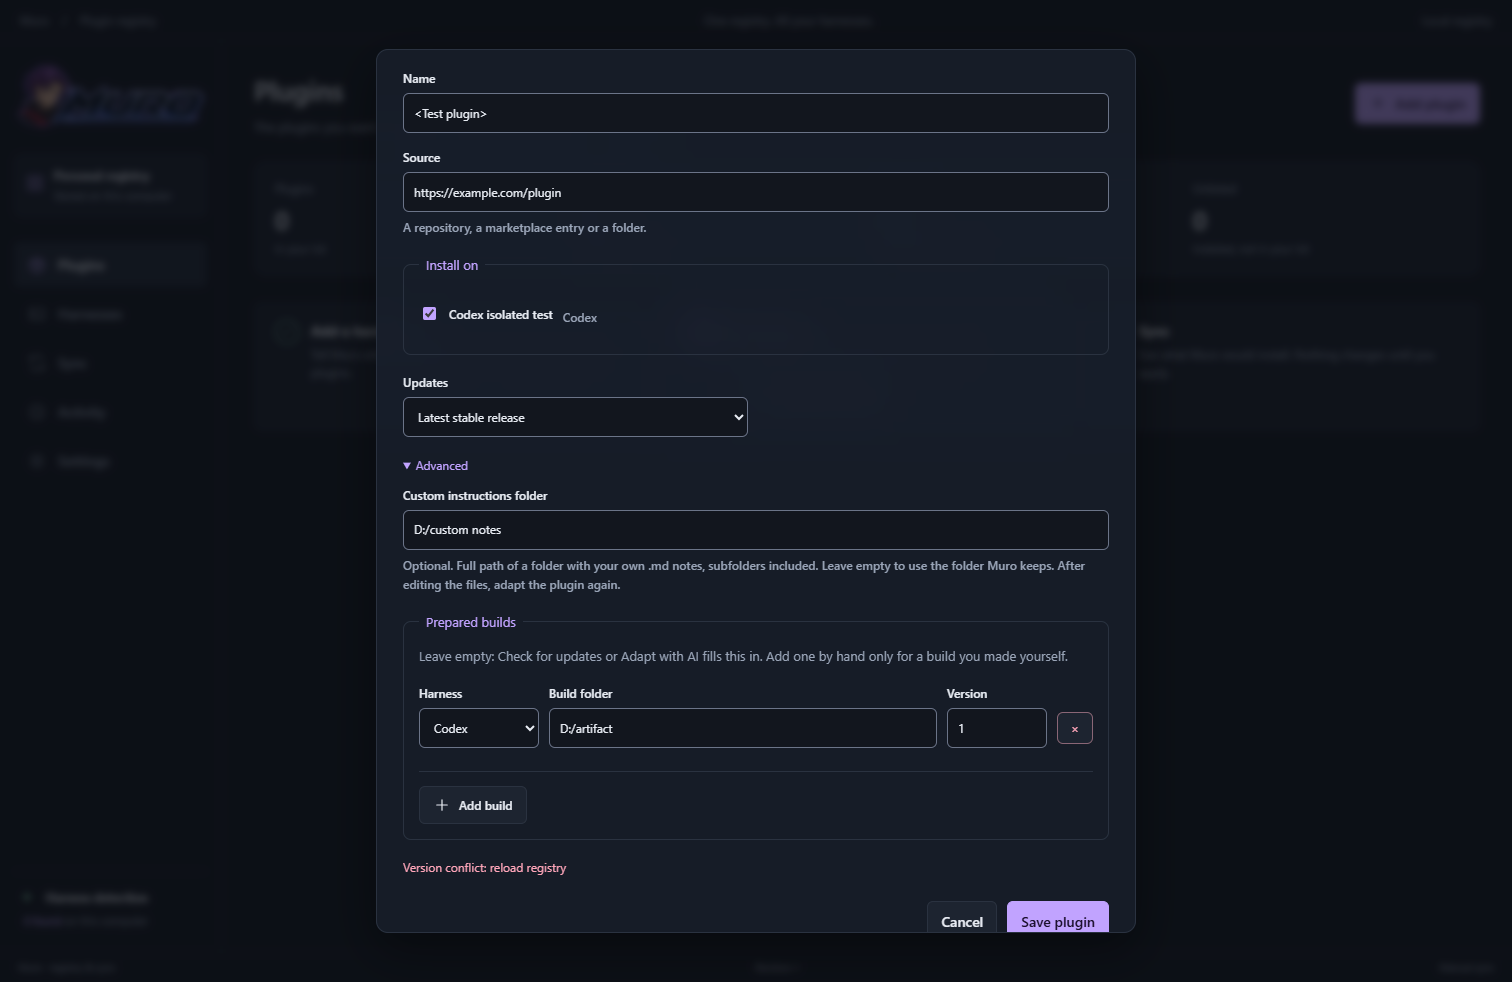 Name
<Test plugin>
Source
https://example.com/plugin
A repository, a marketplace entry or a folder.
Install on
Codex isolated test Codex
Updates
Latest stable release
Advanced
Custom instructions folder
D:/custom notes
Optional. Full path of a folder with your own .md notes, subfolders included. Leave empty to use the folder Muro keeps. After
editing the files, adapt the plugin again.
Prepared builds
Leave empty: Check for updates or Adapt with AI fills this in. Add one by hand only for a build you made yourself.
Harness Build folder Version
Codex D:/artifact 1 ×
+ Add build
Version conflict: reload registry
Cancel Save plugin
Plugins
Add plugin
Plugins
Settings